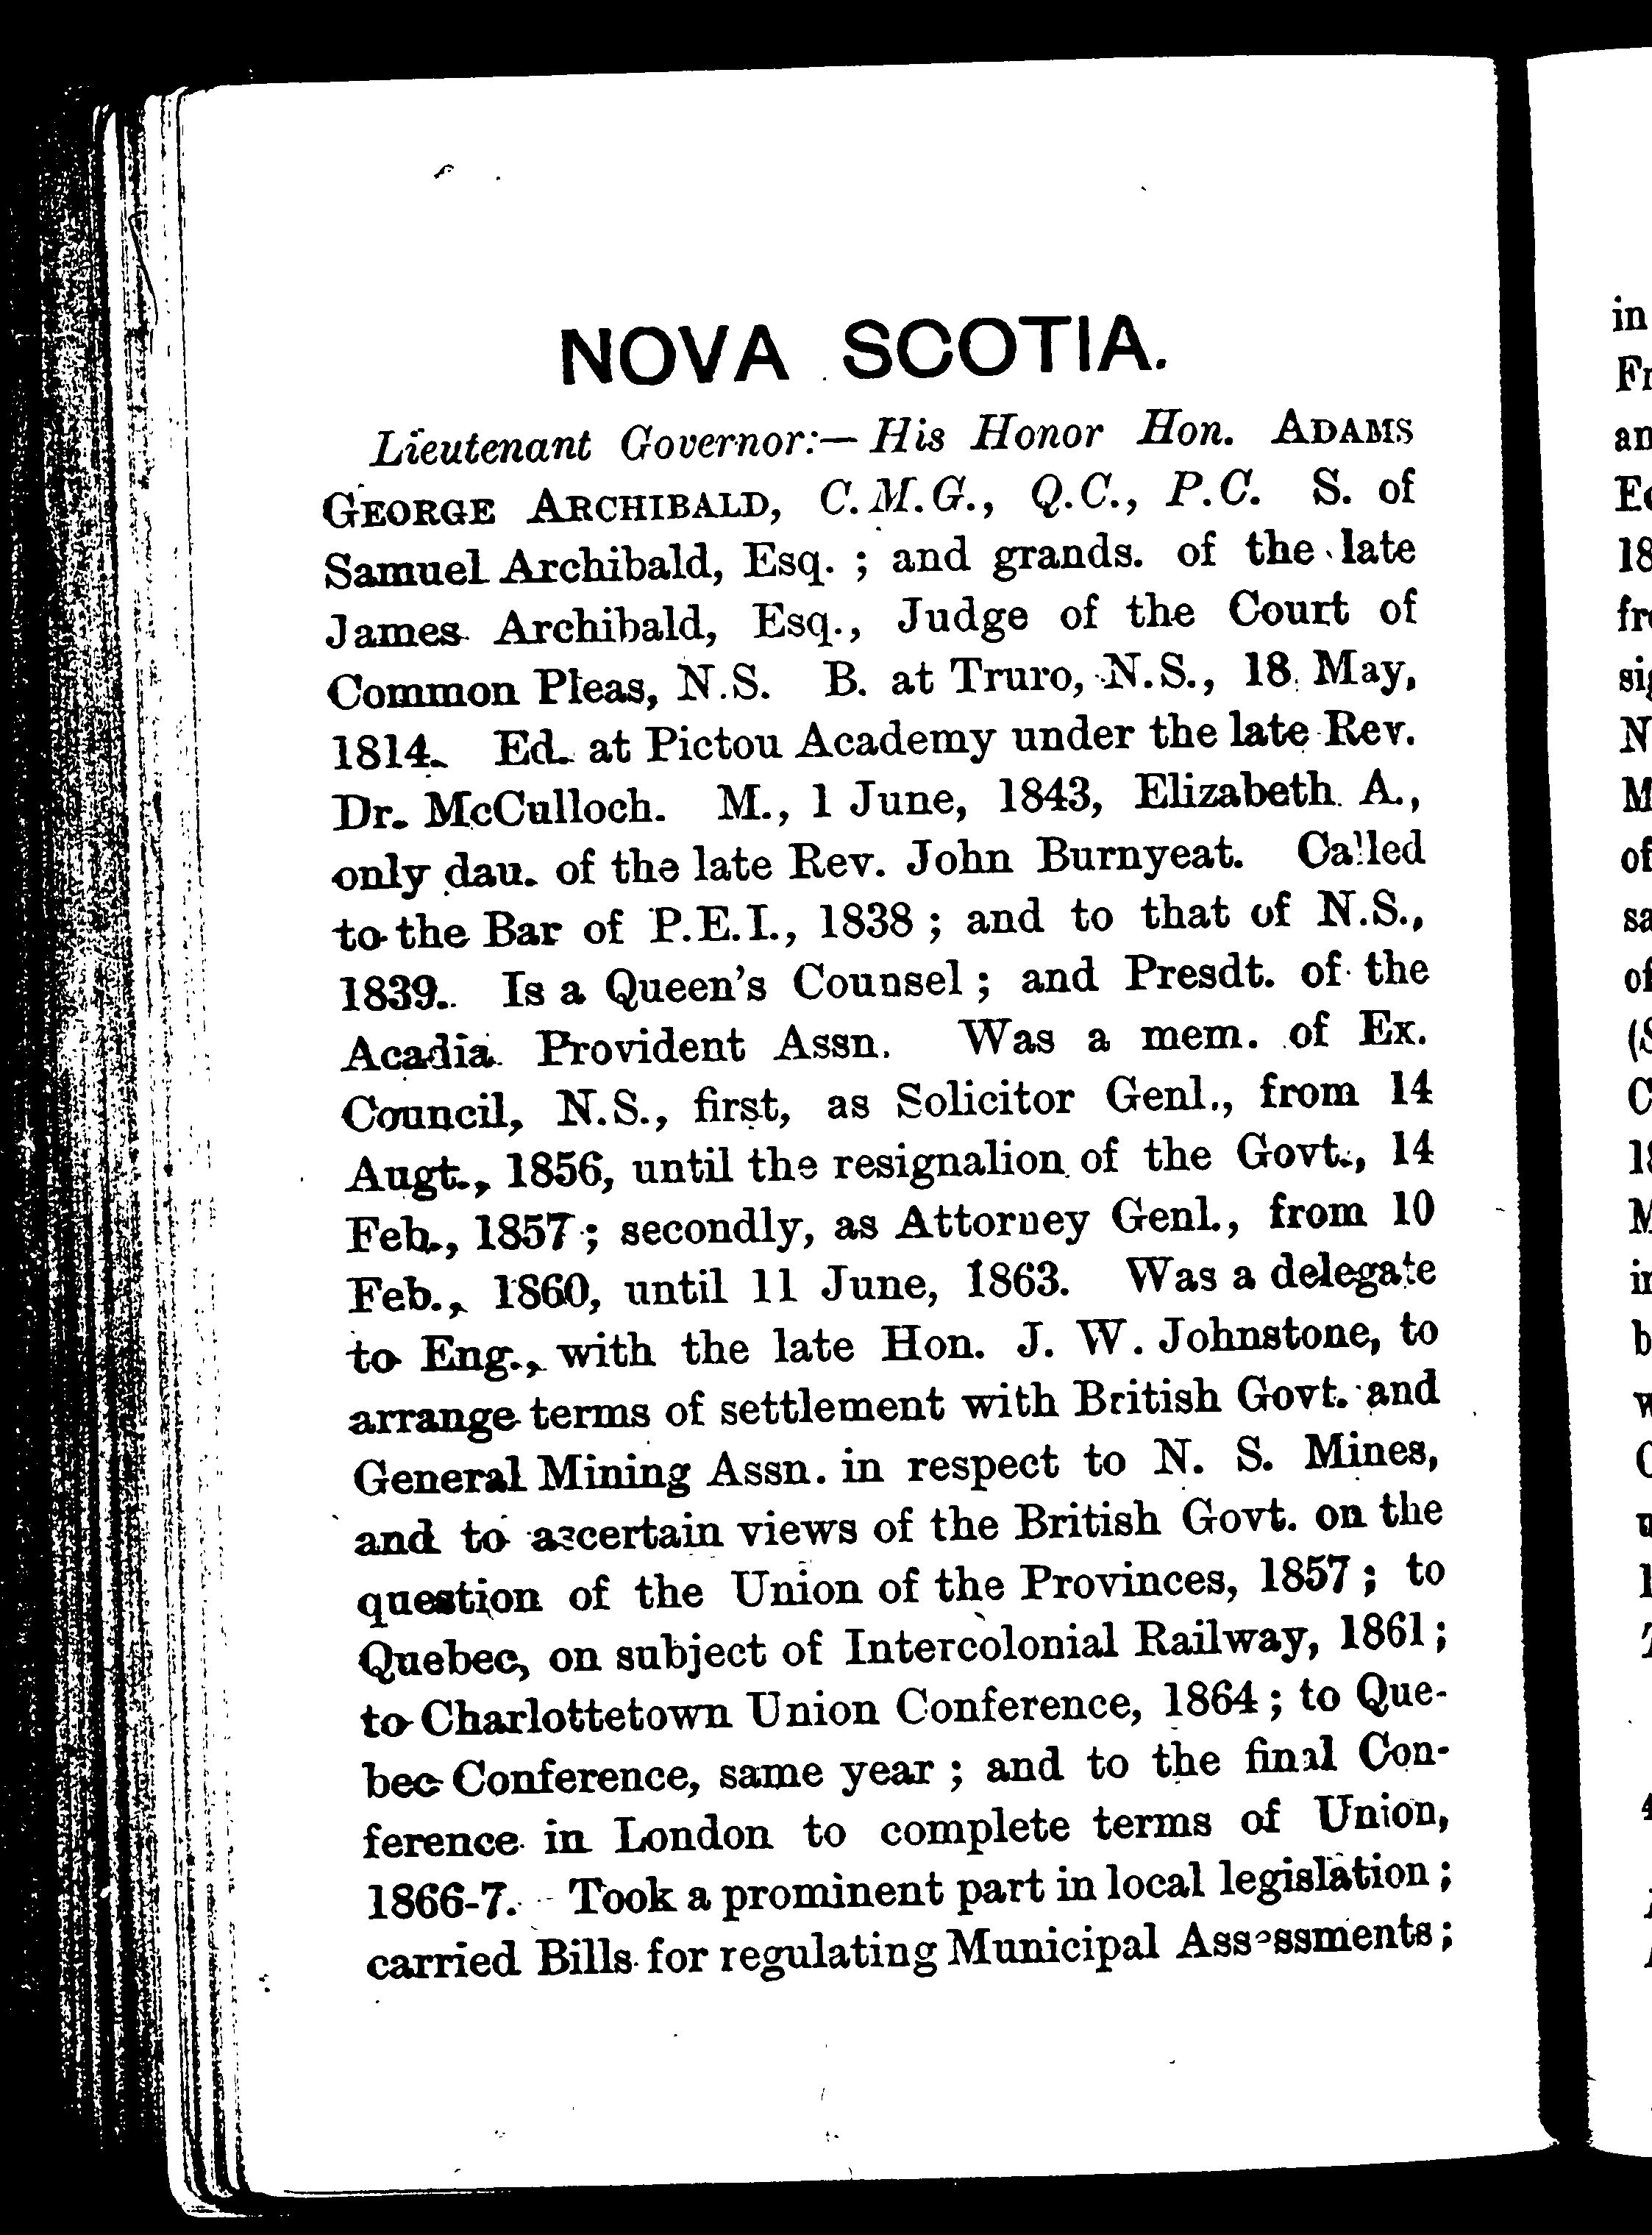 NOVA SCOTIA.
Lieutenant Governor:— His Honor Hon. ADAMS
GEORGE ARCHIBALD, C.M.G., Q.C., P.C. S. of
Samuel Archibald, Esq. ; and grands. of the late
James Archibald, Esq., Judge of the Court of
Common Pleas, N.S. B. at Truro, N.S., 18 May,
1814. Ed. at Pictou Academy under the late Rev.
Dr. McCulloch. M., 1 June, 1843, Elizabeth A.,
only dau. of the late Rev. John Burnyeat. Called
to the Bar of P.E.I., 1838 ; and to that of N.S.,
1839. Is a Queen's Counsel ; and Presdt. of the
Acadia Provident Assn. Was a mem. of Ex.
Council, N.S., first, as Solicitor Genl., from 14
Augt., 1856, until the resignalion of the Govt., 14
Feb., 1857 ; secondly, as Attorney Genl., from 10
Feb., 1860, until 11 June, 1863. Was a delegate
to Eng., with the late Hon. J. W. Johnstone, to
arrange terms of settlement with British Govt. and
General Mining Assn. in respect to N. S. Mines,
and to ascertain views of the British Govt. on the
question of the Union of the Provinces, 1857 ; to
Quebec, on subject of Intercolonial Railway, 1861 ;
to Charlottetown Union Conference, 1864 ; to Que-
bec Conference, same year ; and to the final Con-
ference in London to complete terms of Union,
1866-7. Took a prominent part in local legislation ;
carried Bills for regulating Municipal Assessments ;